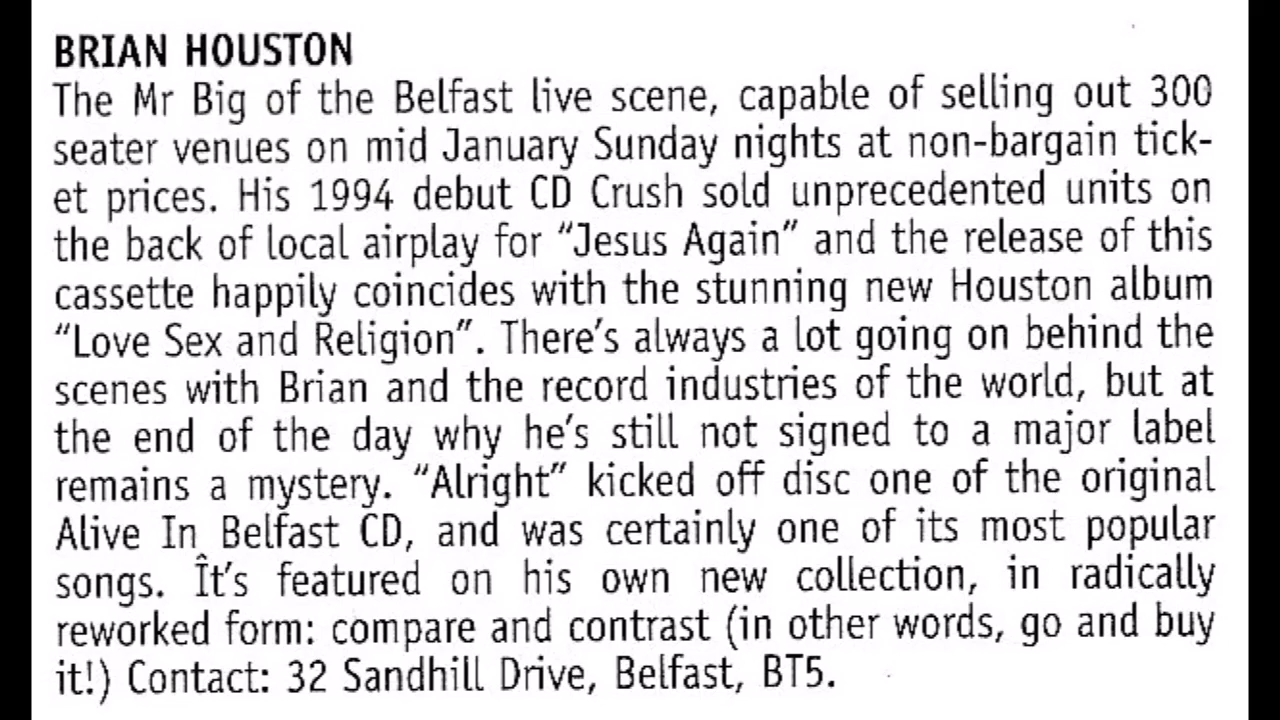 BRIAN HOUSTON
The Mr Big of the Belfast live scene, capable of selling out 300
seater venues on mid January Sunday nights at non-bargain tick-
et prices. His 1994 debut CD Crush sold unprecedented units on
the back of local airplay for “Jesus Again” and the release of this
cassette happily coincides with the stunning new Houston album
“Love Sex and Religion”. There’s always a lot going on behind the
scenes with Brian and the record industries of the world, but at
the end of the day why he’s still not signed to a major label
remains a mystery. “Alright” kicked off disc one of the original
Alive In Belfast CD, and was certainly one of its most popular
songs. It’s featured on his own new collection, in radically
reworked form: compare and contrast (in other words, go and buy
it!) Contact: 32 Sandhill Drive, Belfast, BT5.